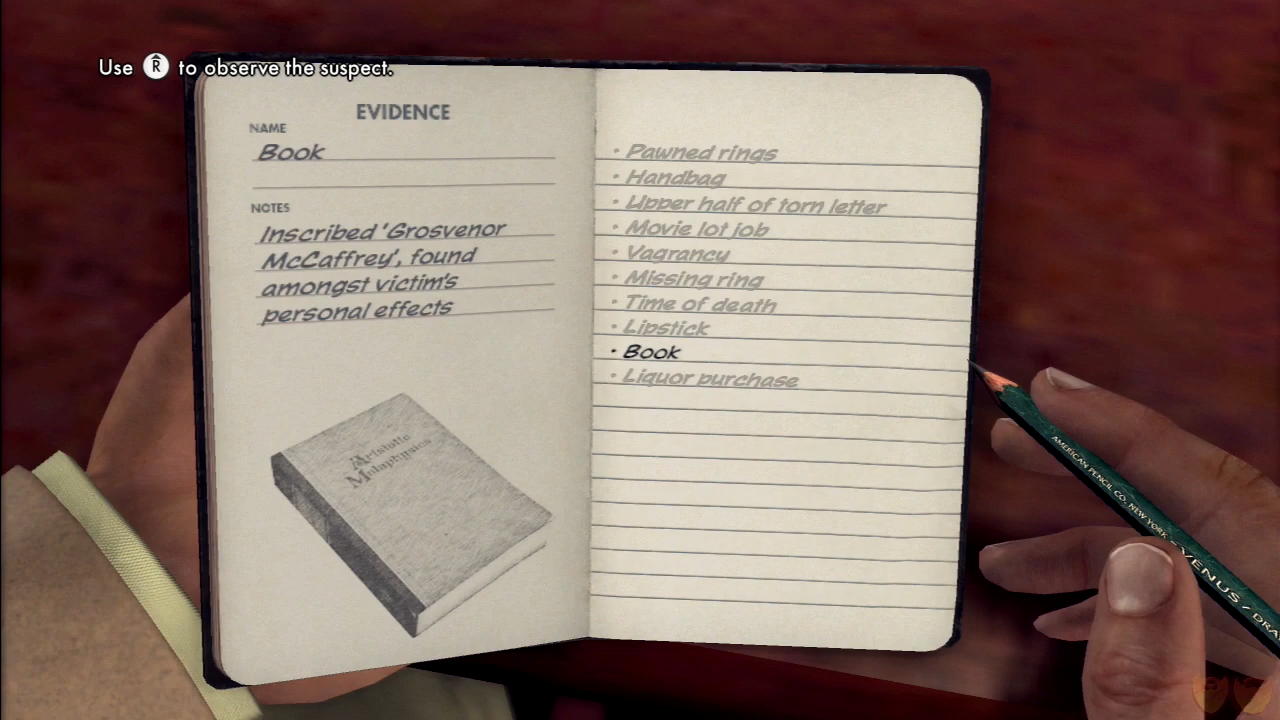 Use R to observe the suspect.
EVIDENCE
NAME
Book
NOTES
Inscribed 'Grosvenor
McCaffrey', found
amongst victim's
personal effects
Aristotle
Metaphysics
• Pawned rings
• Handbag
• Upper half of torn letter
• Movie lot job
• Vagrancy
• Missing ring
• Time of death
• Lipstick
• Book
• Liquor purchase
AMERICAN PENCIL CO. NEW YORK
VENUS / DRA